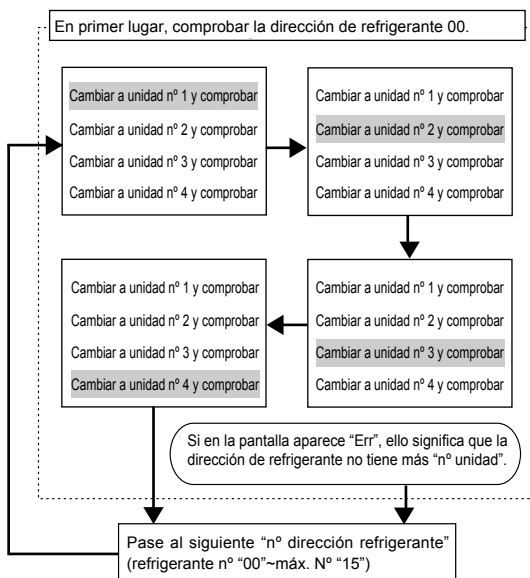 En primer lugar, comprobar la dirección de refrigerante 00.
Cambiar a unidad nº 1 y comprobar
Cambiar a unidad nº 2 y comprobar
Cambiar a unidad nº 3 y comprobar
Cambiar a unidad nº 4 y comprobar
Cambiar a unidad nº 1 y comprobar
Cambiar a unidad nº 2 y comprobar
Cambiar a unidad nº 3 y comprobar
Cambiar a unidad nº 4 y comprobar
Cambiar a unidad nº 1 y comprobar
Cambiar a unidad nº 2 y comprobar
Cambiar a unidad nº 3 y comprobar
Cambiar a unidad nº 4 y comprobar
Cambiar a unidad nº 1 y comprobar
Cambiar a unidad nº 2 y comprobar
Cambiar a unidad nº 3 y comprobar
Cambiar a unidad nº 4 y comprobar
Si en la pantalla aparece “Err”, ello significa que la
dirección de refrigerante no tiene más “nº unidad”.
Pase al siguiente “nº dirección refrigerante”
(refrigerante nº “00”~máx. Nº “15”)